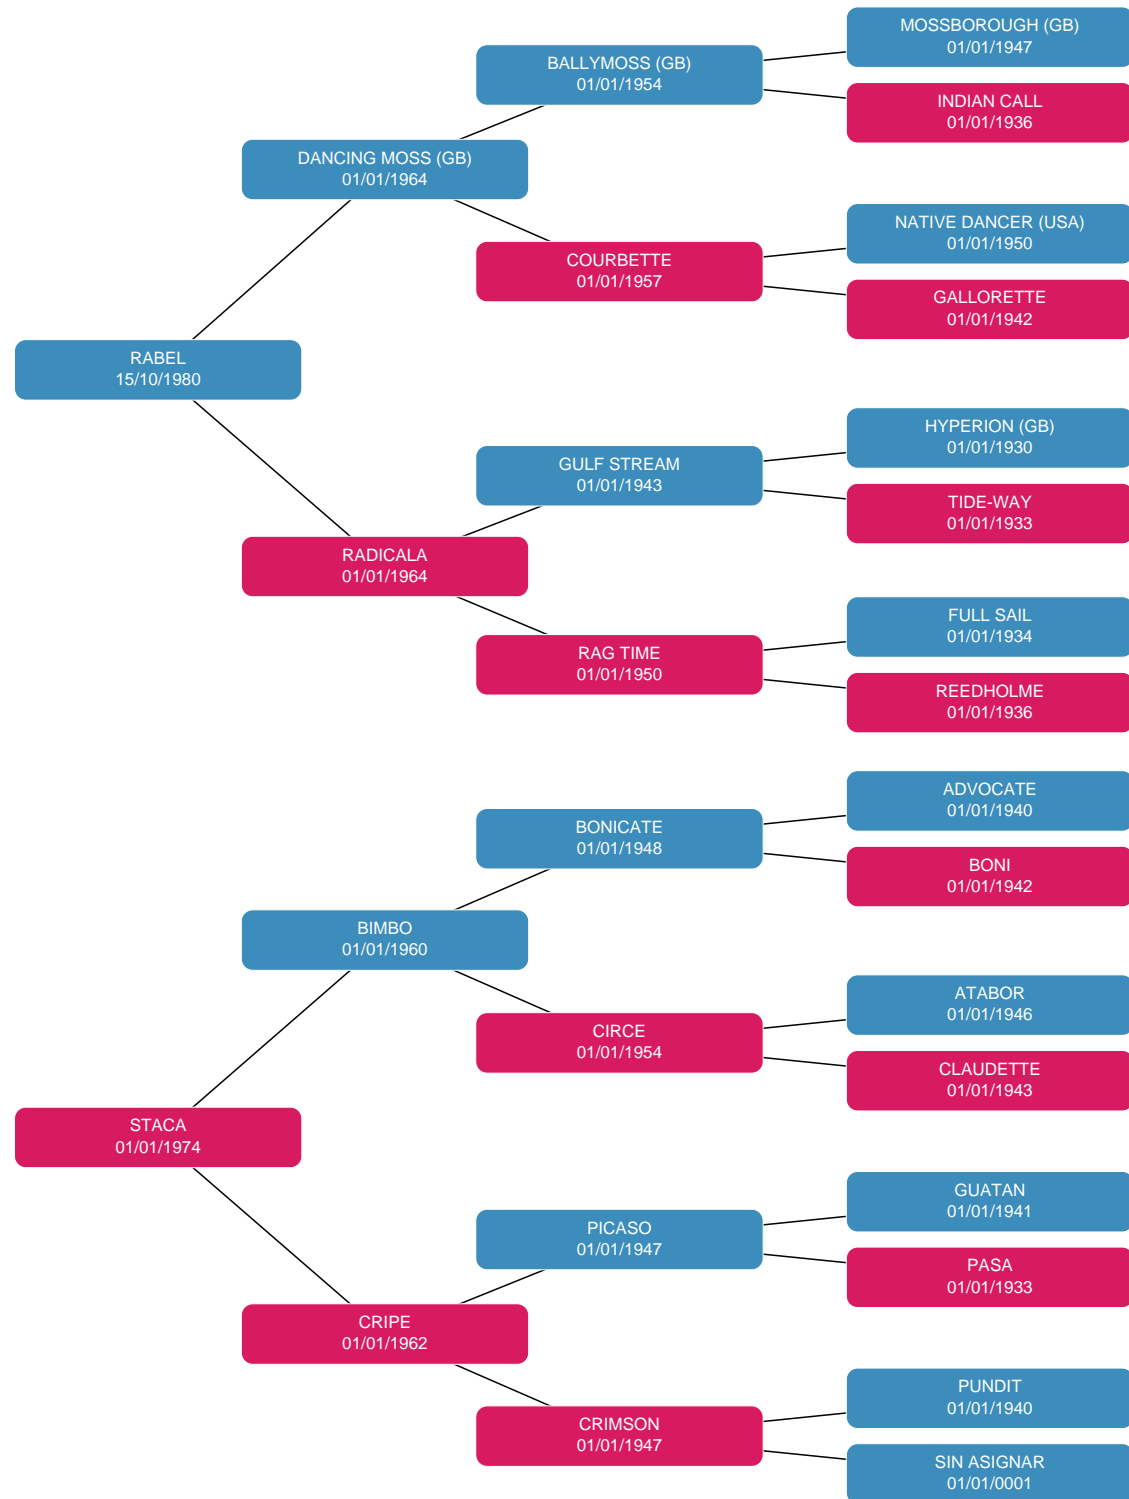 MOSSBOROUGH (GB)
01/01/1947
BALLYMOSS (GB)
01/01/1954
INDIAN CALL
01/01/1936
DANCING MOSS (GB)
01/01/1964
NATIVE DANCER (USA)
01/01/1950
COURBETTE
01/01/1957
GALLORETTE
01/01/1942
RABEL
15/10/1980
HYPERION (GB)
01/01/1930
GULF STREAM
01/01/1943
TIDE-WAY
01/01/1933
RADICALA
01/01/1964
FULL SAIL
01/01/1934
RAG TIME
01/01/1950
REEDHOLME
01/01/1936
ADVOCATE
01/01/1940
BONICATE
01/01/1948
BONI
01/01/1942
BIMBO
01/01/1960
ATABOR
01/01/1946
CIRCE
01/01/1954
CLAUDETTE
01/01/1943
STACA
01/01/1974
GUATAN
01/01/1941
PICASO
01/01/1947
PASA
01/01/1933
CRIPE
01/01/1962
PUNDIT
01/01/1940
CRIMSON
01/01/1947
SIN ASIGNAR
01/01/0001